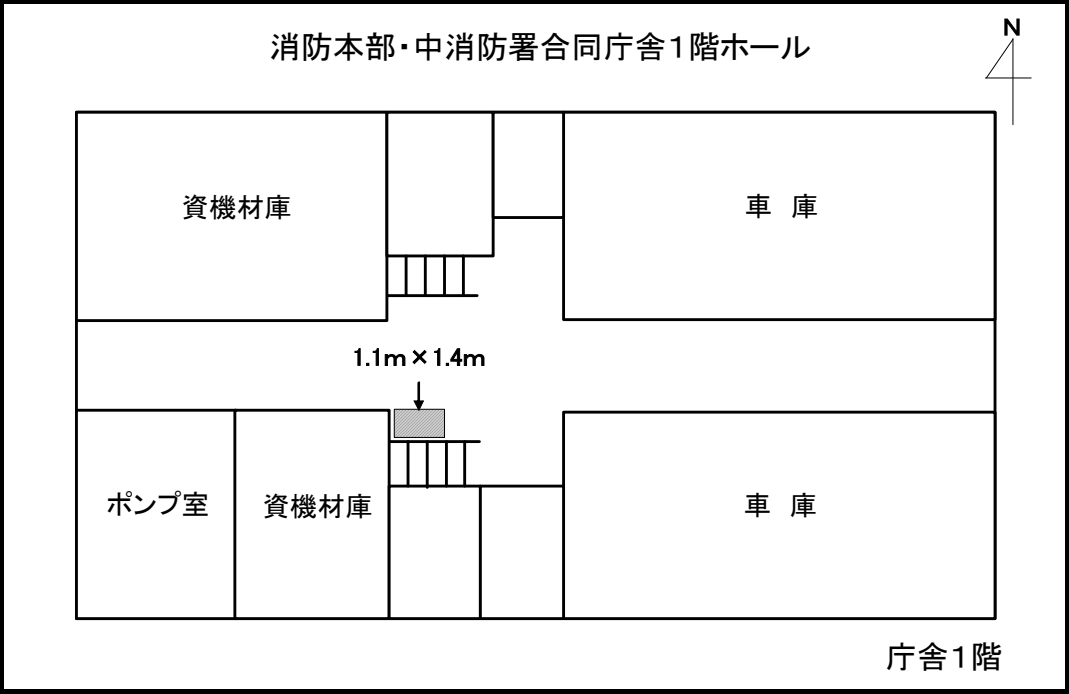 消防本部・中消防署合同庁舎１階ホール
N
資機材庫
車　庫
1.1m×1.4m
ポンプ室
資機材庫
車　庫
庁舎１階